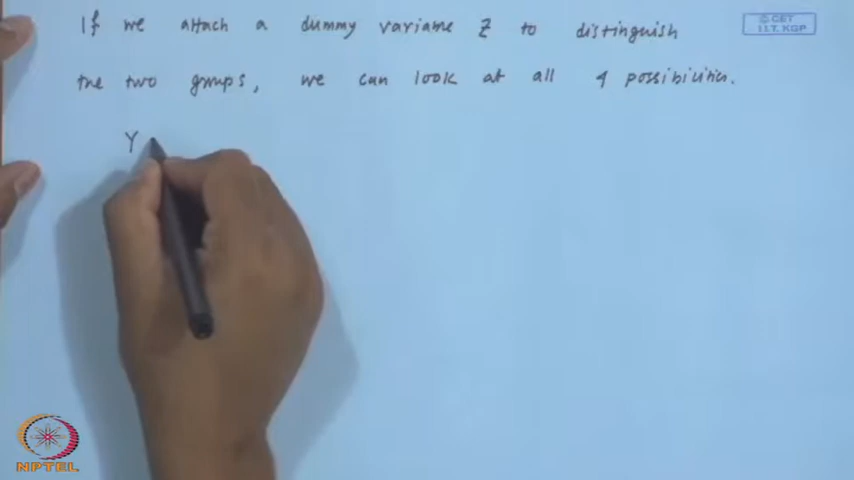 If we attach a dummy variable Z to distinguish
© CET
I.I.T. KGP
the two groups, we can look at all 4 possibilities.
Y
NPTEL